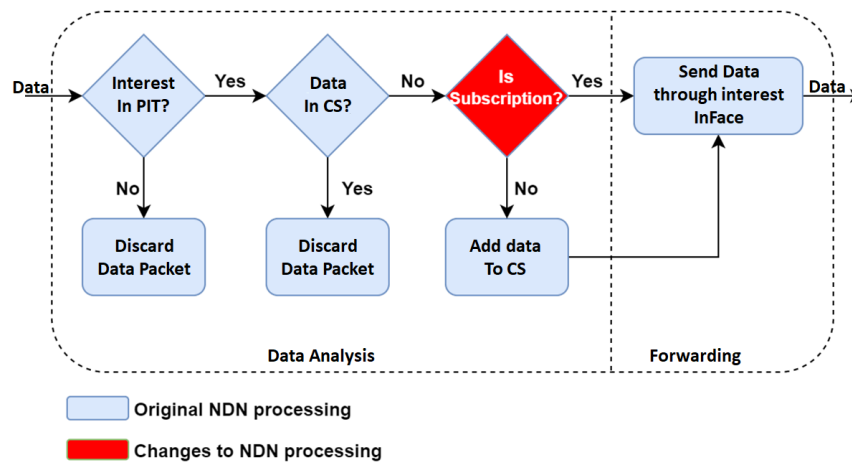 Data
Interest
In PIT?
Yes
Data
In CS?
No
Is
Subscription?
Yes
Send Data
through interest
InFace
Data
No
Yes
No
Discard
Data Packet
Discard
Data Packet
Add data
To CS
Data Analysis
Forwarding
Original NDN processing
Changes to NDN processing